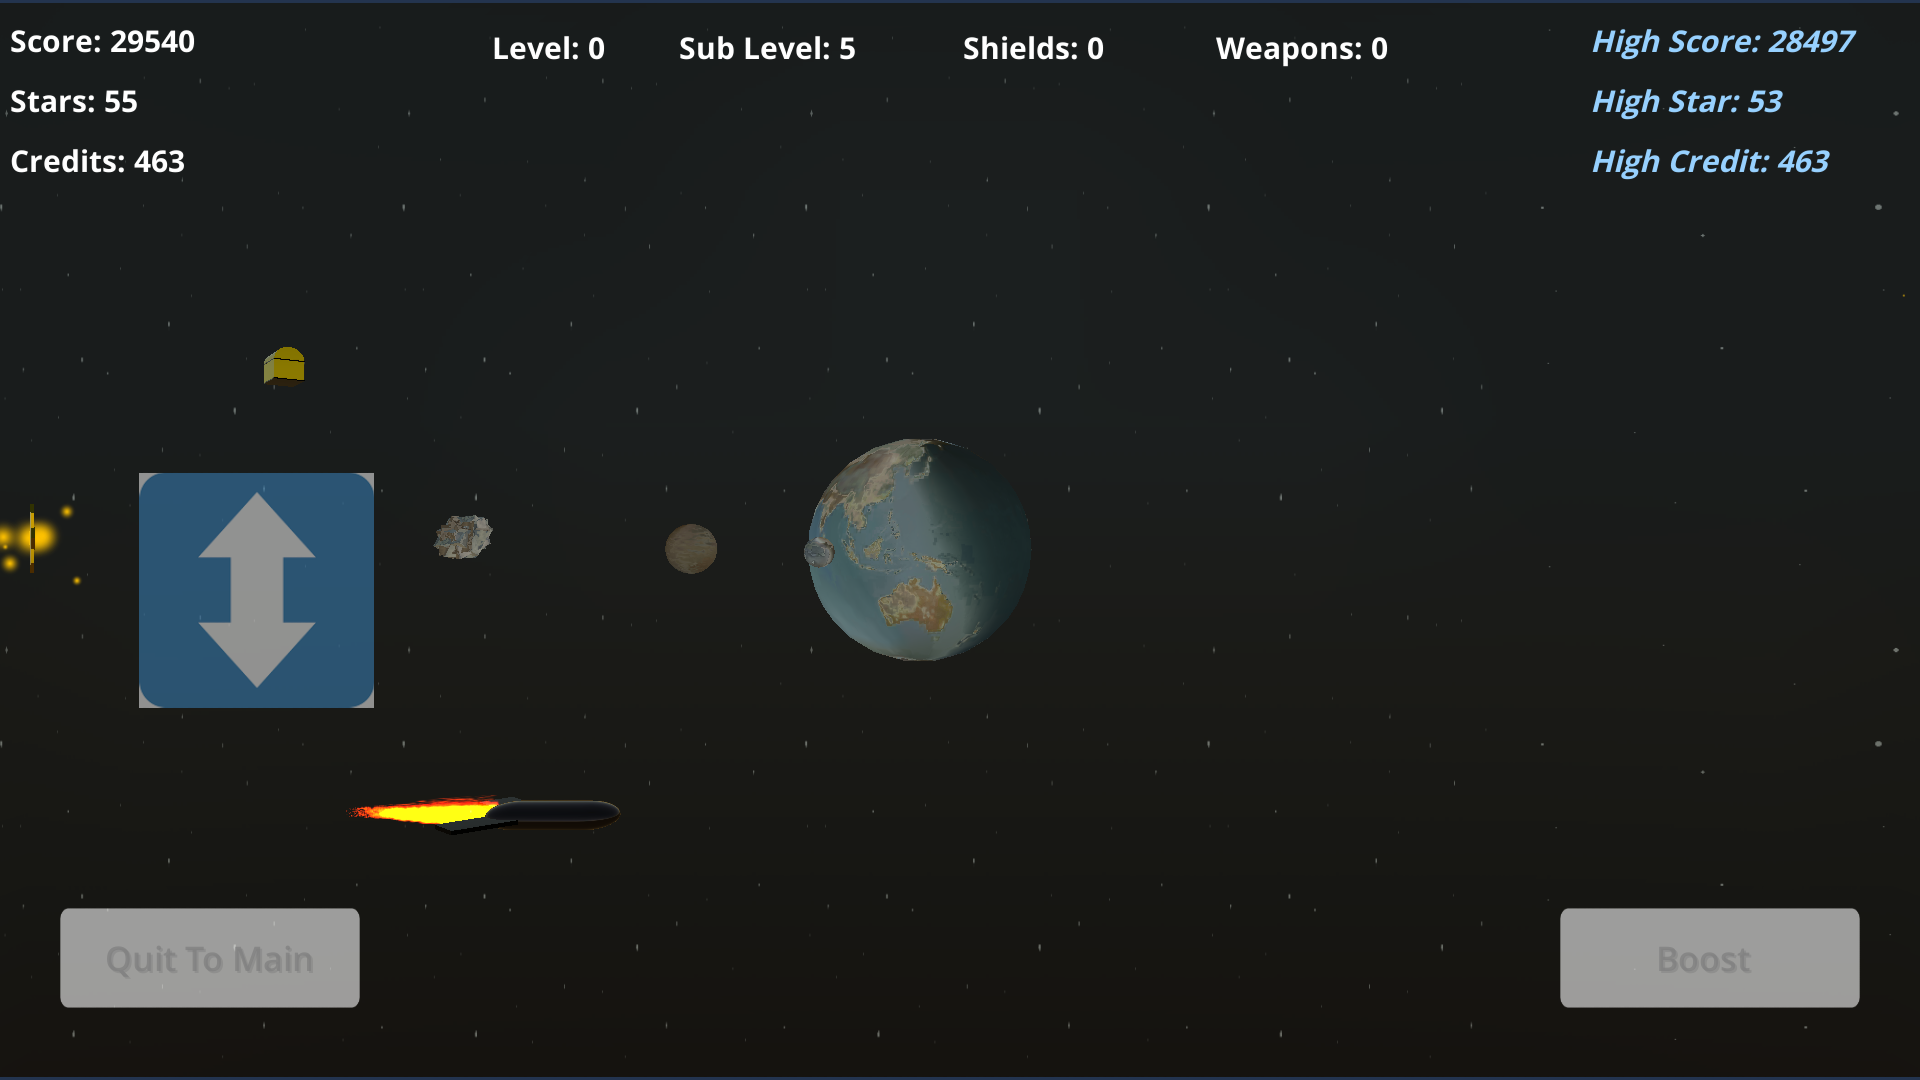 Score: 29540
Level: 0
Sub Level: 5
Shields: 0
Weapons: 0
High Score: 28497
Stars: 55
High Star: 53
Credits: 463
High Credit: 463
Quit To Main
Boost